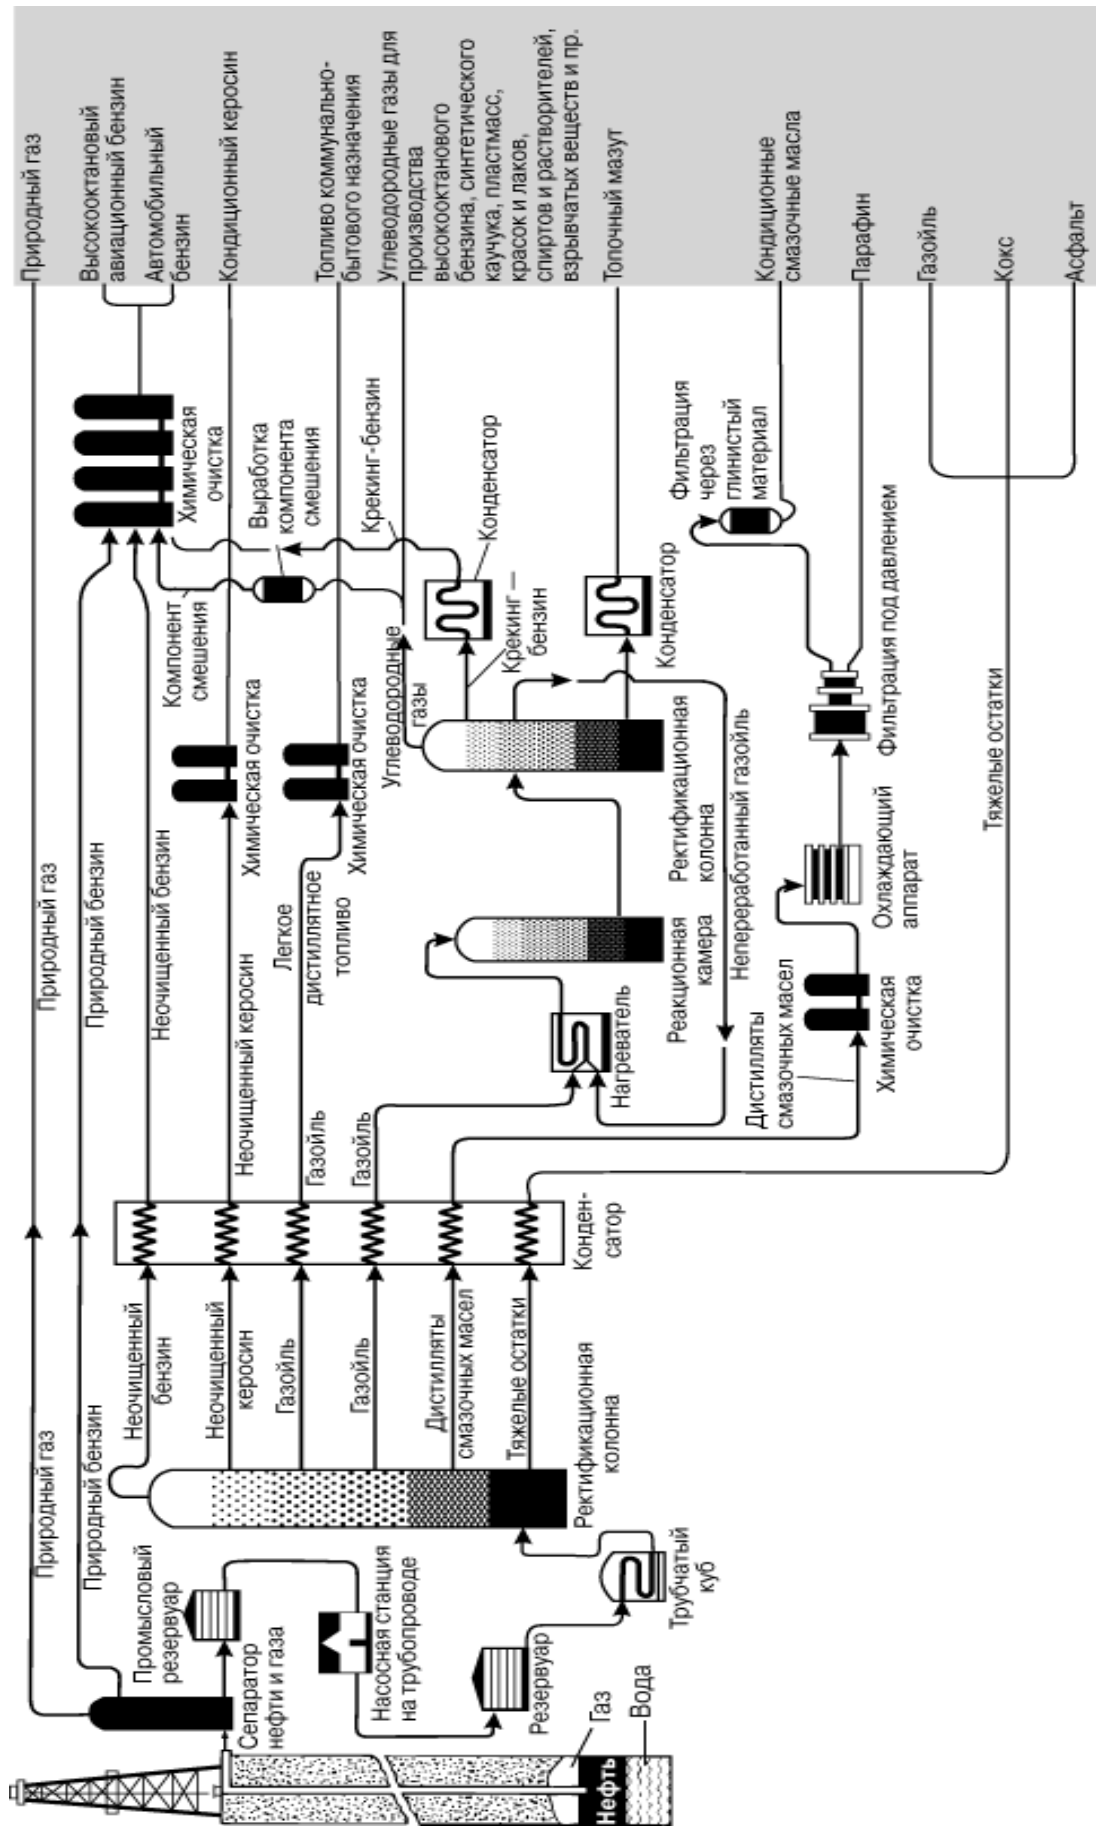 Природный газ
Высокооктановый
авиационный бензин
Автомобильный
бензин
Кондиционный керосин
Топливо коммунально-
бытового назначения
Углеводородные газы для
производства
высокооктанового
бензина, синтетического
каучука, пластмасс,
красок и лаков,
спиртов и растворителей,
взрывчатых веществ и пр.
Топочный мазут
Кондиционные
смазочные масла
Парафин
Газойль
Кокс
Асфальт
Химическая
очистка
Выработка
компонента
смешения
Крекинг-бензин
Конденсатор
Фильтрация
через
глинистый
материал
Компонент
смешения
Химическая очистка
Химическая очистка
Углеводородные
газы
Крекинг —
бензин
Конденсатор
Фильтрация под давлением
Природный газ
Природный бензин
Неочищенный бензин
Неочищенный керосин
Легкое
дистиллятное
топливо
Газойль
Газойль
Нагреватель
Реакционная
камера
Ректификационная
колонна
Непереработанный газойль
Дистилляты
смазочных масел
Химическая
очистка
Охлаждающий
аппарат
Тяжелые остатки
Конден-
сатор
Природный газ
Природный бензин
Неочищенный
бензин
Неочищенный
керосин
Газойль
Газойль
Дистилляты
смазочных масел
Тяжелые остатки
Ректификационная
колонна
Промысловый
резервуар
Сепаратор
нефти и газа
Насосная станция
на трубопроводе
Резервуар
Трубчатый
куб
Газ
Нефть
Вода